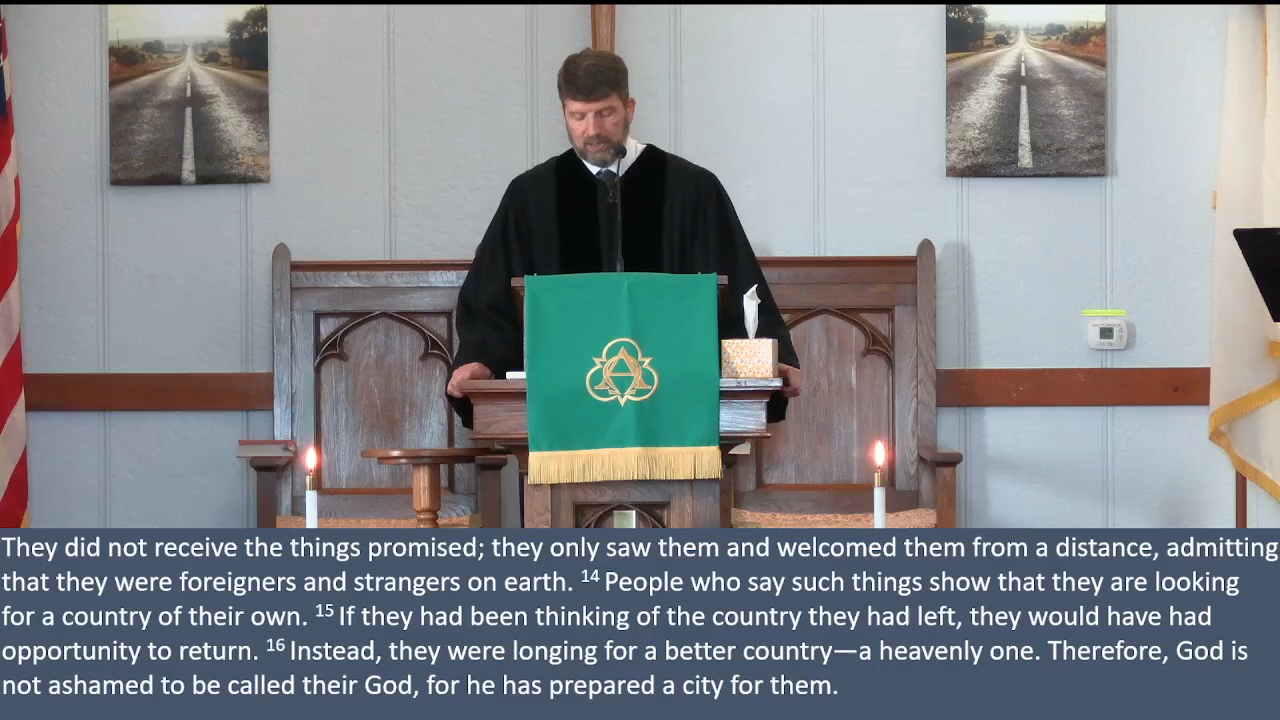 They did not receive the things promised; they only saw them and welcomed them from a distance, admitting
that they were foreigners and strangers on earth. 14 People who say such things show that they are looking
for a country of their own. 15 If they had been thinking of the country they had left, they would have had
opportunity to return. 16 Instead, they were longing for a better country—a heavenly one. Therefore, God is
not ashamed to be called their God, for he has prepared a city for them.